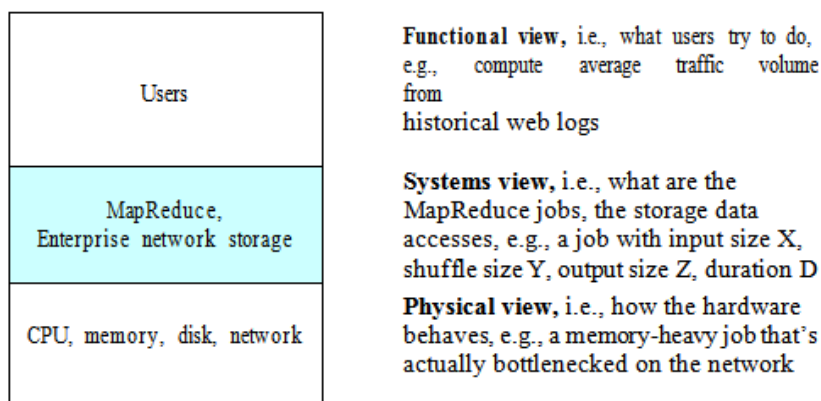 Users
Functional view, i.e., what users try to do,
e.g., compute average traffic volume
from
historical web logs
MapReduce,
Enterprise network storage
Systems view, i.e., what are the
MapReduce jobs, the storage data
accesses, e.g., a job with input size X,
shuffle size Y, output size Z, duration D
CPU, memory, disk, network
Physical view, i.e., how the hardware
behaves, e.g., a memory-heavy job that’s
actually bottlenecked on the network